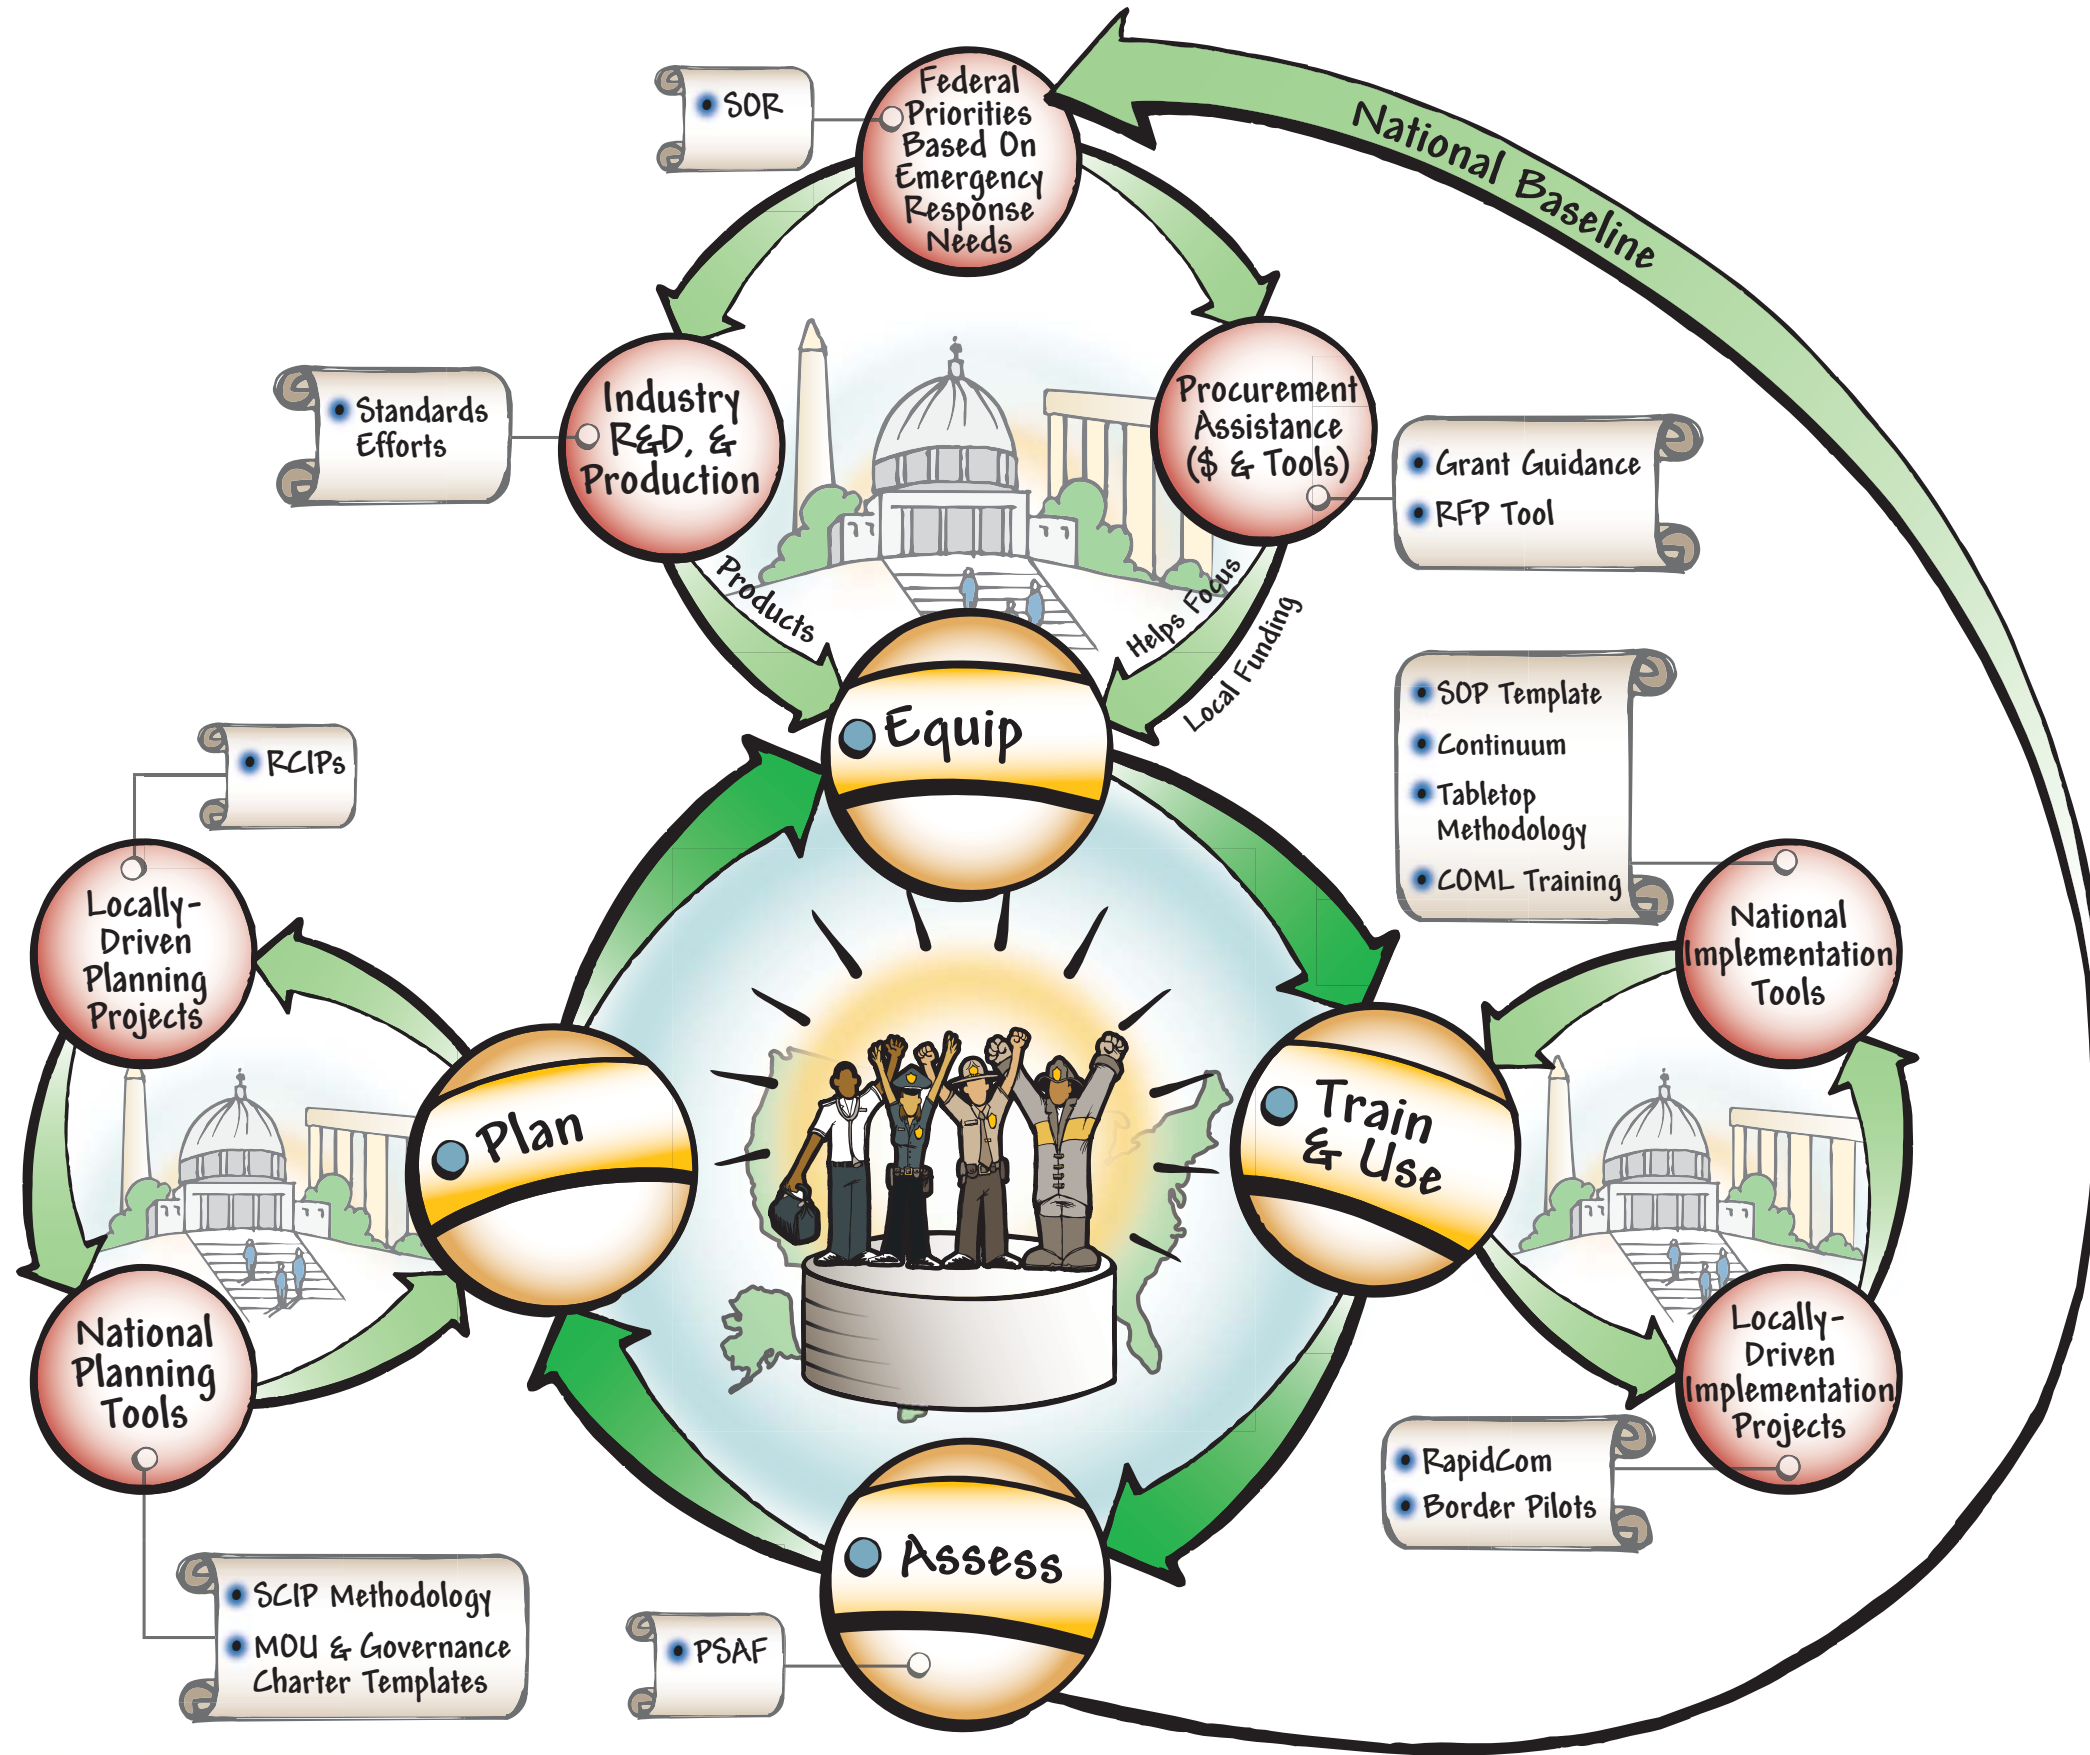 SOR
Federal
Priorities
Based On
Emergency
Response
Needs
National Baseline
Standards
Efforts
Industry
R&D, &
Production
Procurement
Assistance
($ & Tools)
Grant Guidance
RFP Tool
Products
Helps Focus
Local Funding
Equip
SOP Template
Continuum
Tabletop
Methodology
COML Training
RCIPs
Locally-
Driven
Planning
Projects
National
Implementation
Tools
Plan
Train
& Use
National
Planning
Tools
Locally-
Driven
Implementation
Projects
RapidCom
Border Pilots
Assess
SCIP Methodology
MOU & Governance
Charter Templates
PSAF